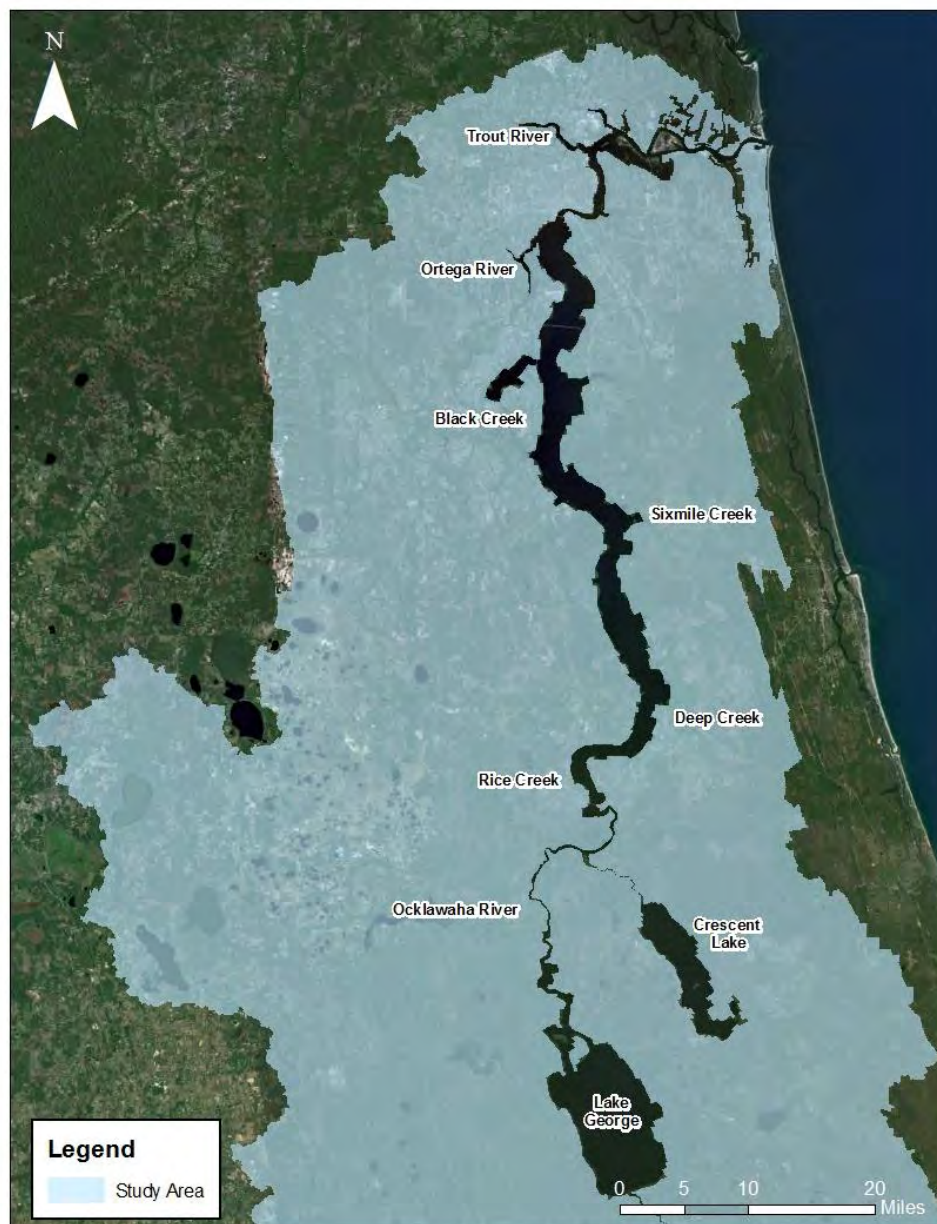 N
Trout River
Ortega River
Black Creek
Sixmile Creek
Deep Creek
Rice Creek
Ocklawaha River
Crescent
Lake
Lake
George
Legend
Study Area
0 5 10 20
Miles